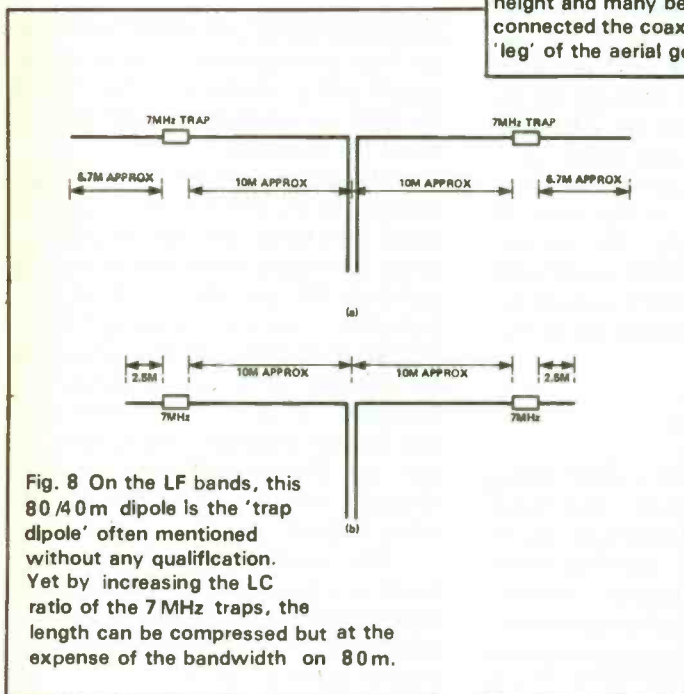 height and many be
connected the coax
'leg' of the aerial g
7MHz TRAP 7MHz TRAP
6.7M APPROX 10M APPROX 10M APPROX 6.7M APPROX
(a)
10M APPROX 10M APPROX
2.5M 2.5M
7MHz 7MHz
(b)
Fig. 8 On the LF bands, this
80/40m dipole is the 'trap
dipole' often mentioned
without any qualification.
Yet by increasing the LC
ratio of the 7 MHz traps, the
length can be compressed but at the
expense of the bandwidth on 80m.